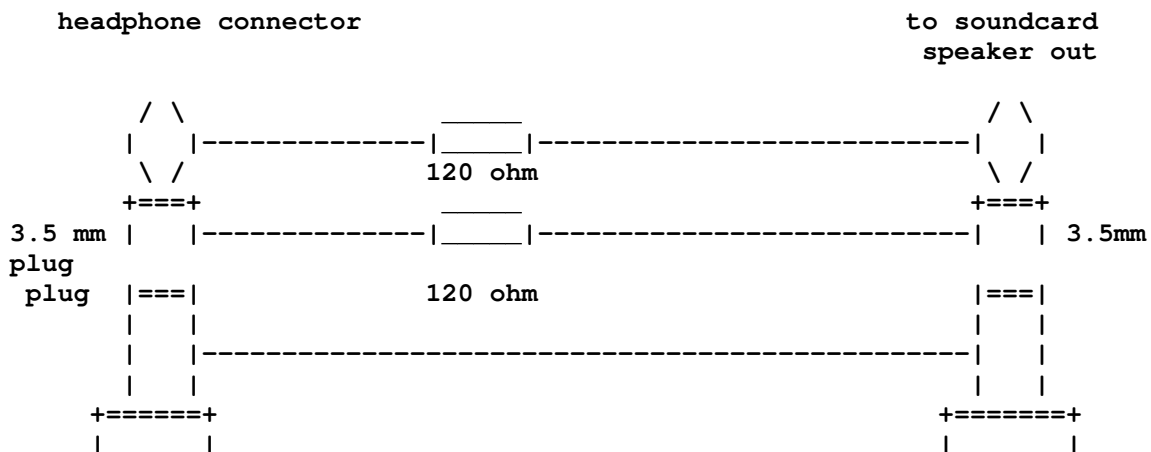 headphone connector to soundcard
speaker out
120 ohm
3.5 mm 3.5mm
plug
plug 120 ohm